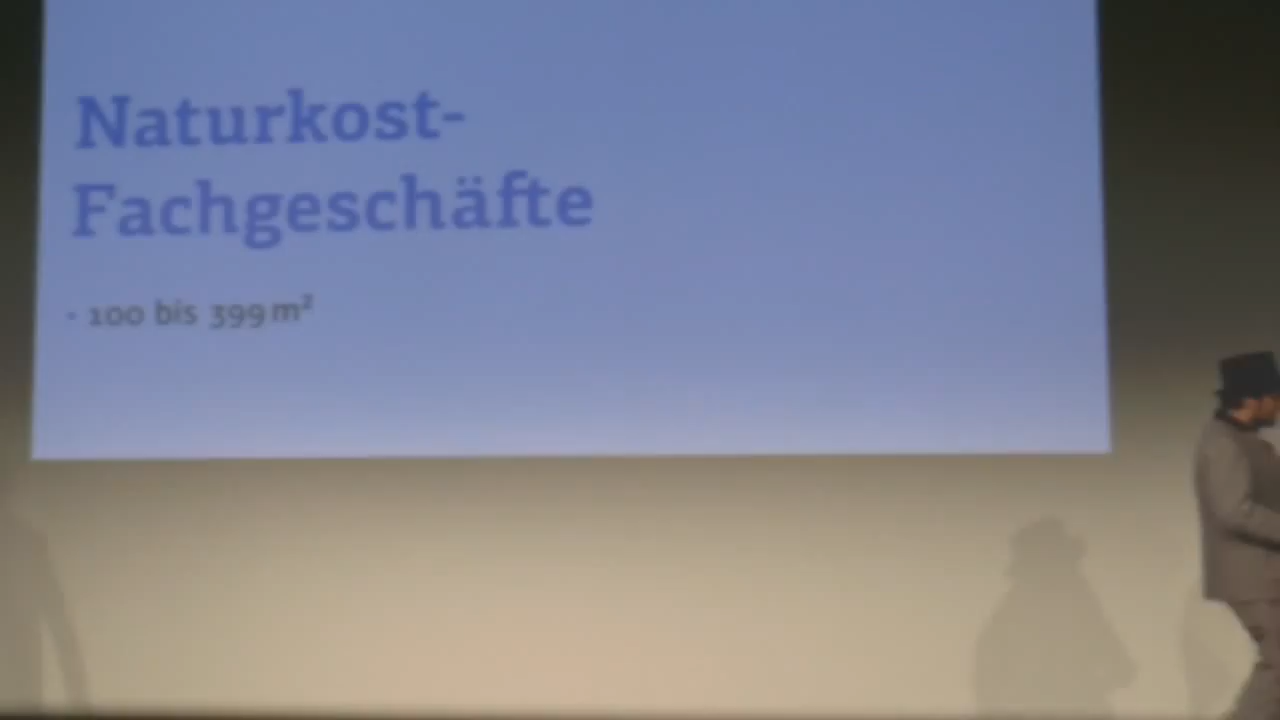 Naturkost-
Fachgeschäfte
- 100 bis 399 m²